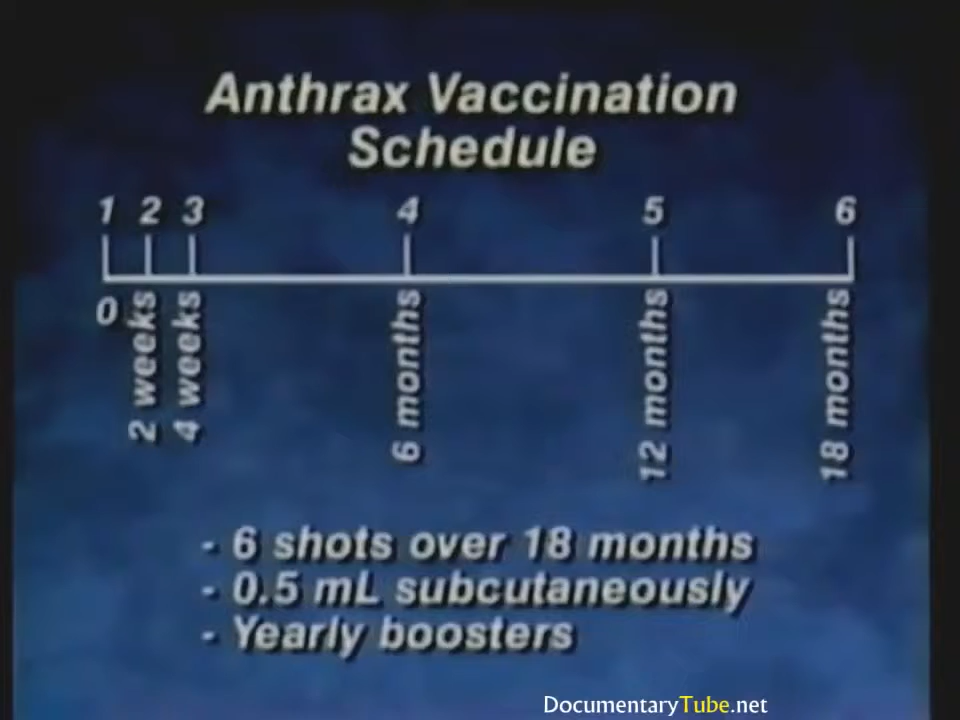 Anthrax Vaccination
Schedule
1 2 3 4 5 6
0 2 weeks 4 weeks 6 months 12 months 18 months
- 6 shots over 18 months
- 0.5 mL subcutaneously
- Yearly boosters
DocumentaryTube.net